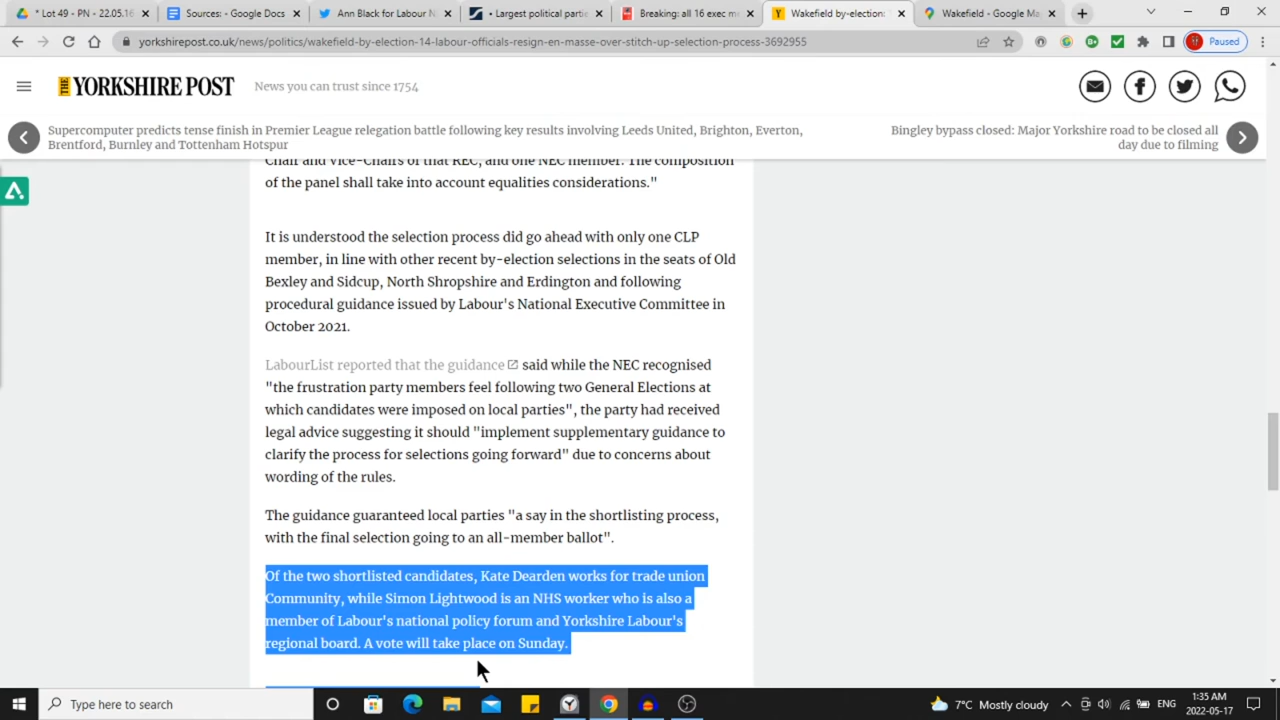 * Lot 49 - PN - 22.05.16
Sources: - Google Docs
Ann Black for Labour N
Largest political partie
Breaking: all 16 exec me
Wakefield by-election:
Wakefield - Google Ma
yorkshirepost.co.uk/news/politics/wakefield-by-election-14-labour-officials-resign-en-masse-over-stitch-up-selection-process-3692955
Paused
THE YORKSHIRE POST
News you can trust since 1754
Supercomputer predicts tense finish in Premier League relegation battle following key results involving Leeds United, Brighton, Everton,
Brentford, Burnley and Tottenham Hotspur
Bingley bypass closed: Major Yorkshire road to be closed all
day due to filming
Chair and Vice-Chairs of that REC, and one NEC member. The composition
of the panel shall take into account equalities considerations."
It is understood the selection process did go ahead with only one CLP
member, in line with other recent by-election selections in the seats of Old
Bexley and Sidcup, North Shropshire and Erdington and following
procedural guidance issued by Labour's National Executive Committee in
October 2021.
LabourList reported that the guidance said while the NEC recognised
"the frustration party members feel following two General Elections at
which candidates were imposed on local parties", the party had received
legal advice suggesting it should "implement supplementary guidance to
clarify the process for selections going forward" due to concerns about
wording of the rules.
The guidance guaranteed local parties "a say in the shortlisting process,
with the final selection going to an all-member ballot".
Of the two shortlisted candidates, Kate Dearden works for trade union
Community, while Simon Lightwood is an NHS worker who is also a
member of Labour's national policy forum and Yorkshire Labour's
regional board. A vote will take place on Sunday.
Type here to search
7°C Mostly cloudy
ENG
1:35 AM
2022-05-17